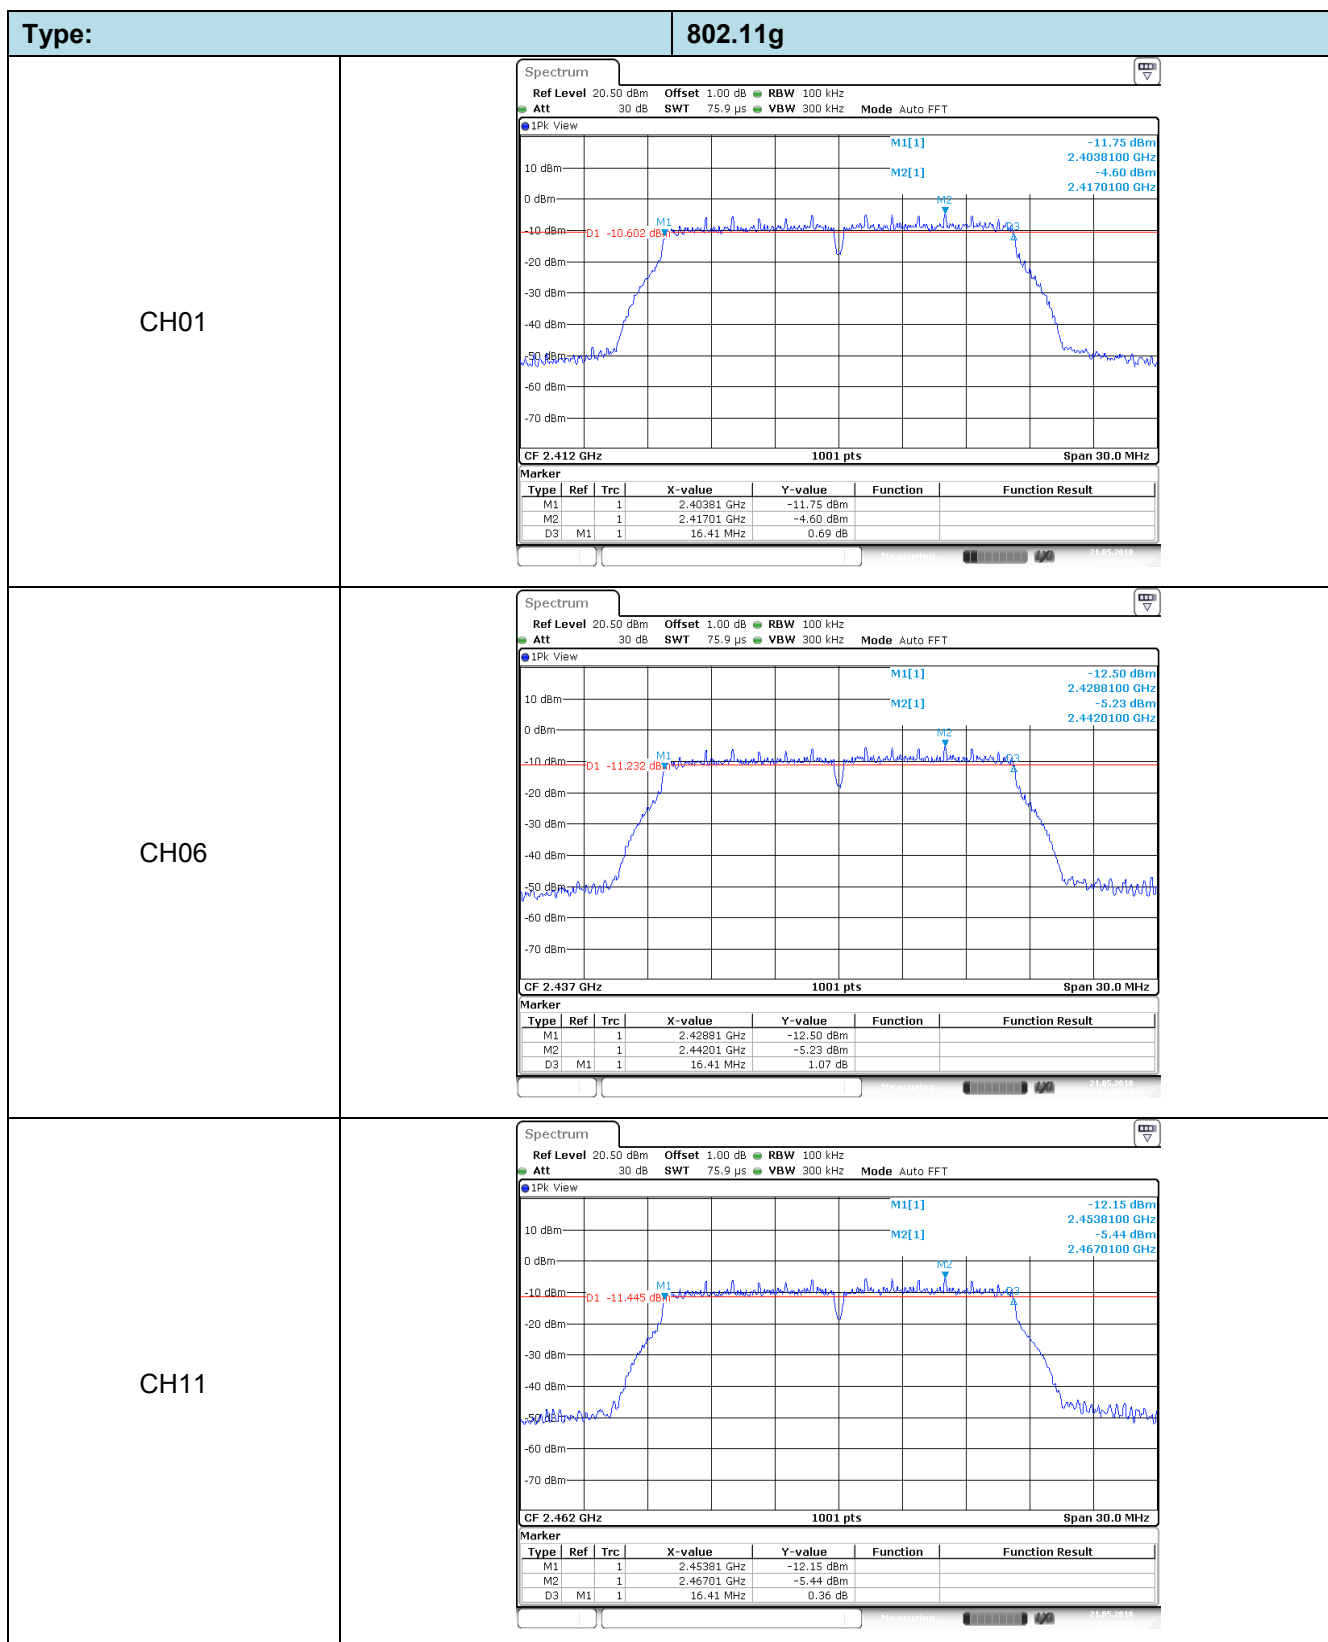 Type: 802.11g
CH01
Spectrum
Ref Level 20.50 dBm Offset 1.00 dB RBW 100 kHz
Att 30 dB SWT 75.9 µs VBW 300 kHz Mode Auto FFT
1Pk View
M1[1] -11.75 dBm
2.4038100 GHz
10 dBm
M2[1] -4.60 dBm
2.4170100 GHz
0 dBm
M2
M1
D3
-10 dBm
D1 -10.602 dBm
-20 dBm
-30 dBm
-40 dBm
-50 dBm
-60 dBm
-70 dBm
CF 2.412 GHz 1001 pts Span 30.0 MHz
Marker
Type Ref Trc X-value Y-value Function Function Result
M1 1 2.40381 GHz -11.75 dBm
M2 1 2.41701 GHz -4.60 dBm
D3 M1 1 16.41 MHz 0.69 dB
Measuring... 21.05.2018
CH06
Spectrum
Ref Level 20.50 dBm Offset 1.00 dB RBW 100 kHz
Att 30 dB SWT 75.9 µs VBW 300 kHz Mode Auto FFT
1Pk View
M1[1] -12.50 dBm
2.4288100 GHz
10 dBm
M2[1] -5.23 dBm
2.4420100 GHz
0 dBm
M2
M1
D3
-10 dBm
D1 -11.232 dBm
-20 dBm
-30 dBm
-40 dBm
-50 dBm
-60 dBm
-70 dBm
CF 2.437 GHz 1001 pts Span 30.0 MHz
Marker
Type Ref Trc X-value Y-value Function Function Result
M1 1 2.42881 GHz -12.50 dBm
M2 1 2.44201 GHz -5.23 dBm
D3 M1 1 16.41 MHz 1.07 dB
Measuring... 21.05.2018
CH11
Spectrum
Ref Level 20.50 dBm Offset 1.00 dB RBW 100 kHz
Att 30 dB SWT 75.9 µs VBW 300 kHz Mode Auto FFT
1Pk View
M1[1] -12.15 dBm
2.4538100 GHz
10 dBm
M2[1] -5.44 dBm
2.4670100 GHz
0 dBm
M2
M1
D3
-10 dBm
D1 -11.445 dBm
-20 dBm
-30 dBm
-40 dBm
-50 dBm
-60 dBm
-70 dBm
CF 2.462 GHz 1001 pts Span 30.0 MHz
Marker
Type Ref Trc X-value Y-value Function Function Result
M1 1 2.45381 GHz -12.15 dBm
M2 1 2.46701 GHz -5.44 dBm
D3 M1 1 16.41 MHz 0.36 dB
Measuring... 21.05.2018